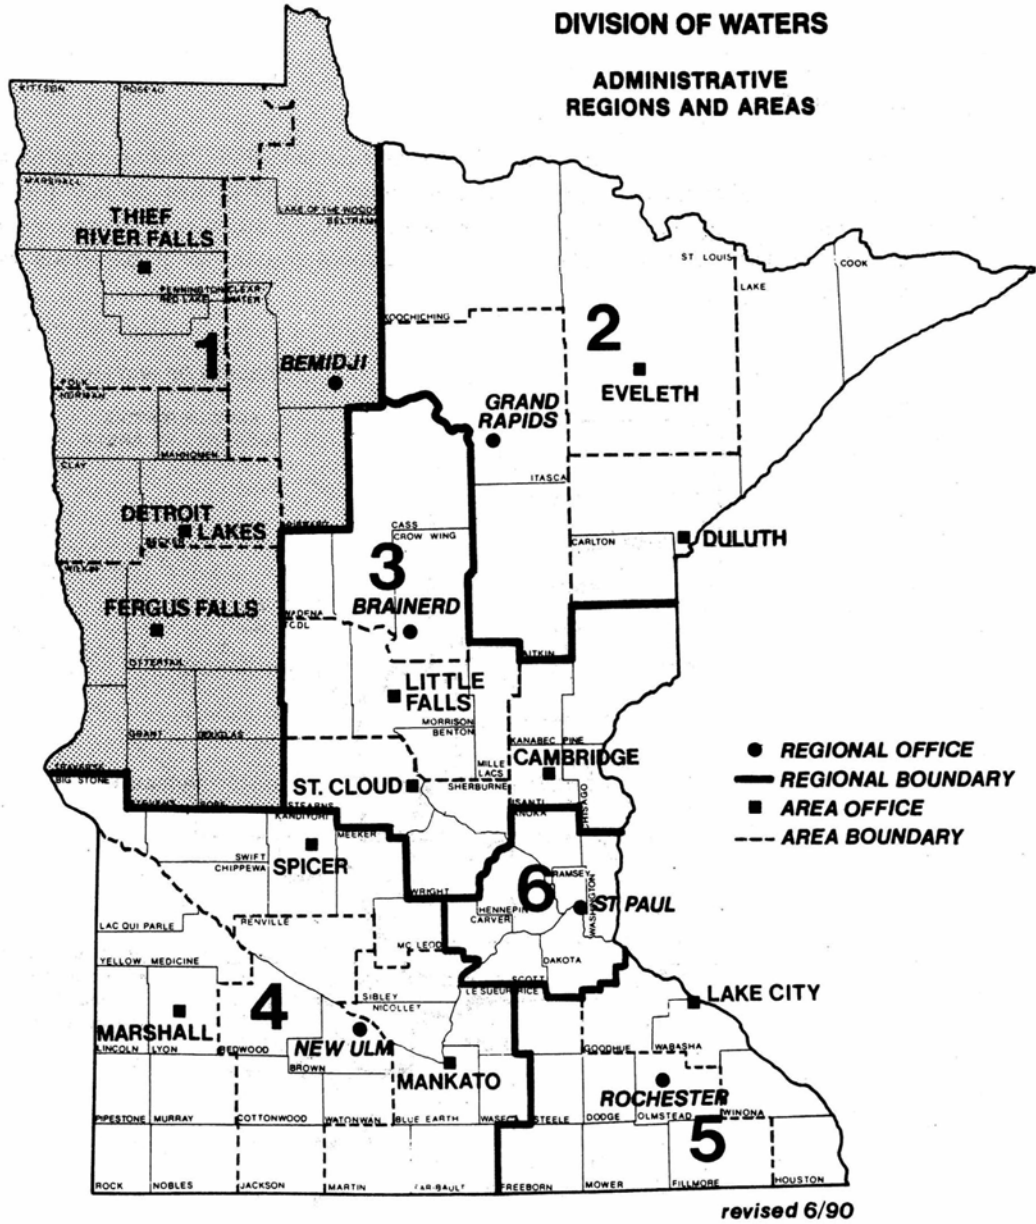 DIVISION OF WATERS
ADMINISTRATIVE
REGIONS AND AREAS
KITTSON
ROSEAU
MARSHALL
LAKE OF THE WOODS
BELTRAMI
THIEF
RIVER FALLS
PENNINGTON
CLEAR
RED LAKE
WATER
ST LOUIS
LAKE
COOK
KOOCHICHING
1
2
BEMIDJI
EVELETH
POLK
NORMAN
GRAND
RAPIDS
MAHNOMEN
CLAY
ITASCA
DETROIT
LAKES
BECKER
HUBBARD
CASS
CROW WING
CARLTON
DULUTH
WILKIN
3
FERGUS FALLS
BRAINERD
WADENA
TODD
OTTERTAIL
AITKIN
LITTLE
FALLS
MORRISON
BENTON
GRANT
DOUGLAS
KANABEC
PINE
TRAVERSE
BIG STONE
MILLE
LACS
CAMBRIDGE
ST. CLOUD
SHERBURNE
STEVENS
POPE
STEARNS
KANDIYOHI
ISANTI
ANOKA
CHISAGO
REGIONAL OFFICE
REGIONAL BOUNDARY
AREA OFFICE
AREA BOUNDARY
MEEKER
SWIFT
CHIPPEWA
SPICER
WRIGHT
RAMSEY
6
HENNEPIN
CARVER
WASHINGTON
ST PAUL
LAC QUI PARLE
RENVILLE
MC LEOD
DAKOTA
YELLOW MEDICINE
SCOTT
LE SUEUR
RICE
SIBLEY
NICOLLET
4
LAKE CITY
MARSHALL
NEW ULM
LINCOLN
LYON
REDWOOD
BROWN
MANKATO
GOODHUE
WABASHA
ROCHESTER
PIPESTONE
MURRAY
COTTONWOOD
WATONWAN
BLUE EARTH
WASECA
STEELE
DODGE
OLMSTEAD
WINONA
5
ROCK
NOBLES
JACKSON
MARTIN
FARIBAULT
FREEBORN
MOWER
FILLMORE
HOUSTON
revised 6/90